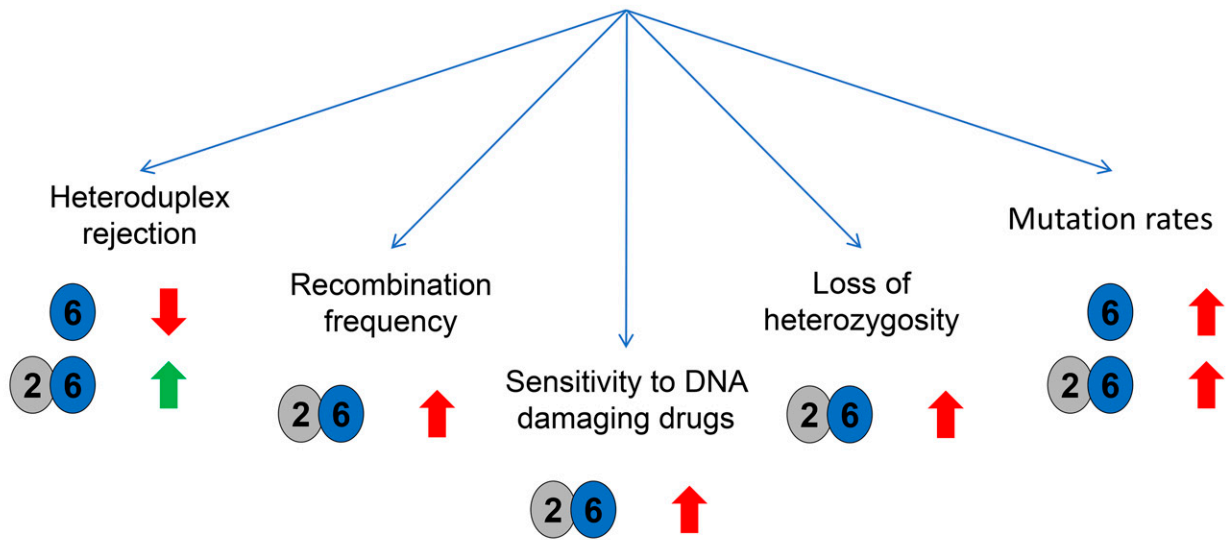 Heteroduplex
rejection
6
2 6
Recombination
frequency
2 6
Sensitivity to DNA
damaging drugs
2 6
Loss of
heterozygosity
2 6
Mutation rates
6
2 6